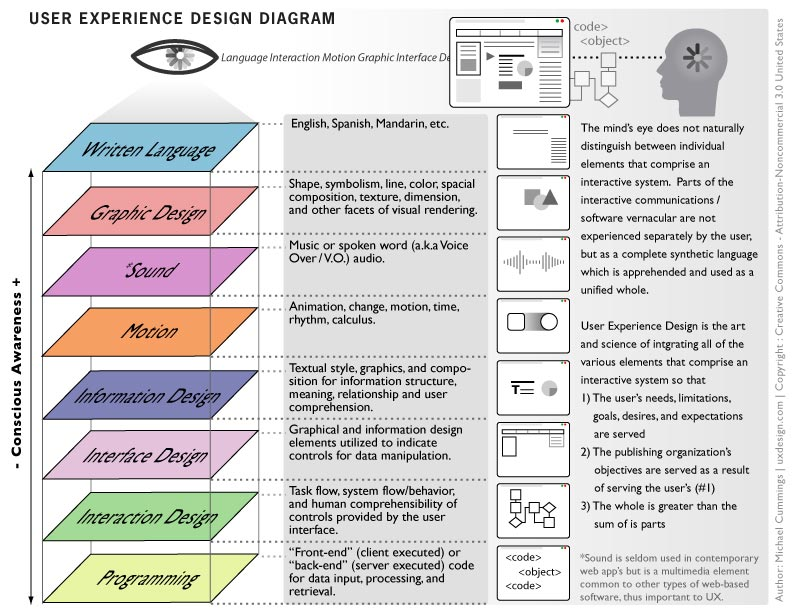 USER EXPERIENCE DESIGN DIAGRAM
Language Interaction Motion Graphic Interface De
code>
<object>
Written Language
English, Spanish, Mandarin, etc.
Graphic Design
Shape, symbolism, line, color, spacial
composition, texture, dimension,
and other facets of visual rendering.
*Sound
Music or spoken word (a.k.a Voice
Over / V.O.) audio.
Motion
Animation, change, motion, time,
rhythm, calculus.
Information Design
Textual style, graphics, and compo-
sition for information structure,
meaning, relationship and user
comprehension.
Interface Design
Graphical and information design
elements utilized to indicate
controls for data manipulation.
Interaction Design
Task flow, system flow/behavior,
and human comprehensibility of
controls provided by the user
interface.
Programming
“Front-end” (client executed) or
“back-end” (server executed) code
for data input, processing, and
retrieval.
- Conscious Awareness +
T=
<code>
<object>
<code>
The mind's eye does not naturally
distinguish between individual
elements that comprise an
interactive system. Parts of the
interactive communications /
software vernacular are not
experienced separately by the user,
but as a complete synthetic language
which is apprehended and used as a
unified whole.
User Experience Design is the art
and science of intgrating all of the
various elements that comprise an
interactive system so that
1) The user's needs, limitations,
goals, desires, and expectations
are served
2) The publishing organization's
objectives are served as a result
of serving the user's (#1)
3) The whole is greater than the
sum of is parts
*Sound is seldom used in contemporary
web app's but is a multimedia element
common to other types of web-based
software, thus important to UX.
Author: Michael Cummings | uxdesign.com | Copyright : Creative Commons - Attribution-Noncommercial 3.0 United States